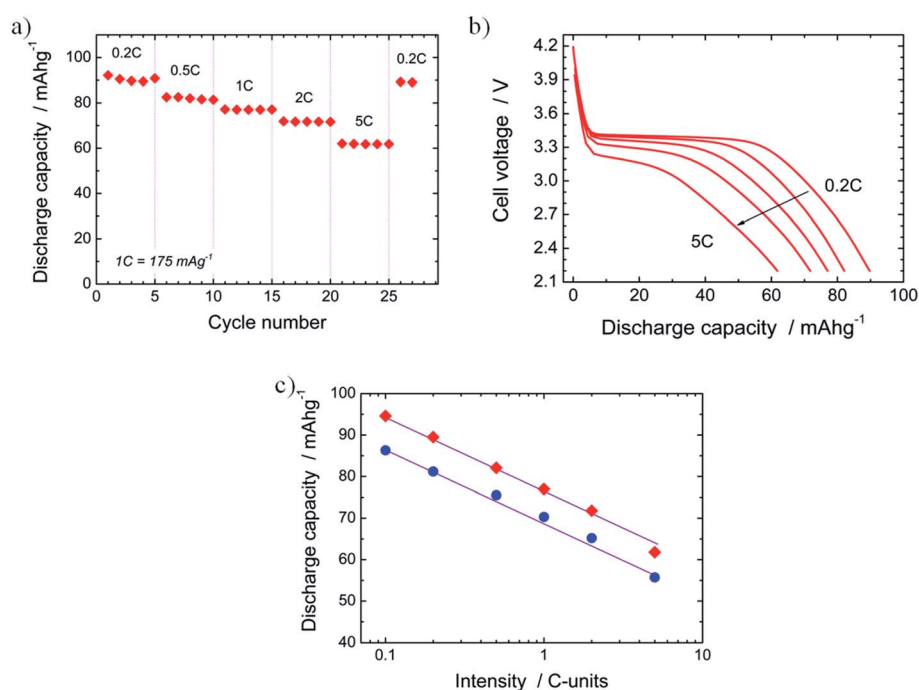 a)
0.2C
0.5C
1C
2C
5C
0.2C
100
80
60
40
20
0
1C = 175 mAg⁻¹
0 5 10 15 20 25
Discharge capacity / mAhg⁻¹
Cycle number
b)
4.2
3.9
3.6
3.3
3.0
2.7
2.4
2.1
0.2C
5C
0 20 40 60 80 100
Cell voltage / V
Discharge capacity / mAhg⁻¹
c)
100
90
80
70
60
50
40
0.1 1 10
Discharge capacity / mAhg⁻¹
Intensity / C-units